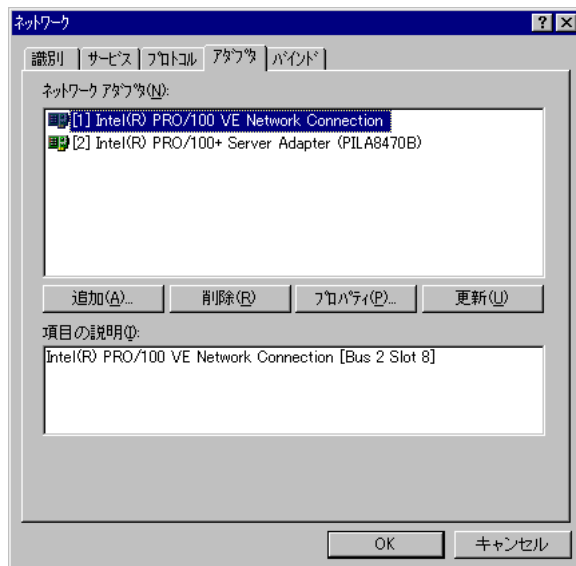 ﾈｯﾄﾜｰｸ
識別 ｻｰﾋﾞｽ ﾌﾟﾛﾄｺﾙ ｱﾀﾞﾌﾟﾀ ﾊﾞｲﾝﾄﾞ
ﾈｯﾄﾜｰｸ ｱﾀﾞﾌﾟﾀ(N):
[1] Intel(R) PRO/100 VE Network Connection
[2] Intel(R) PRO/100+ Server Adapter (PILA8470B)
追加(A)... 削除(R) ﾌﾟﾛﾊﾟﾃｨ(P)... 更新(U)
項目の説明(I):
Intel(R) PRO/100 VE Network Connection [Bus 2 Slot 8]
OK キャンセル